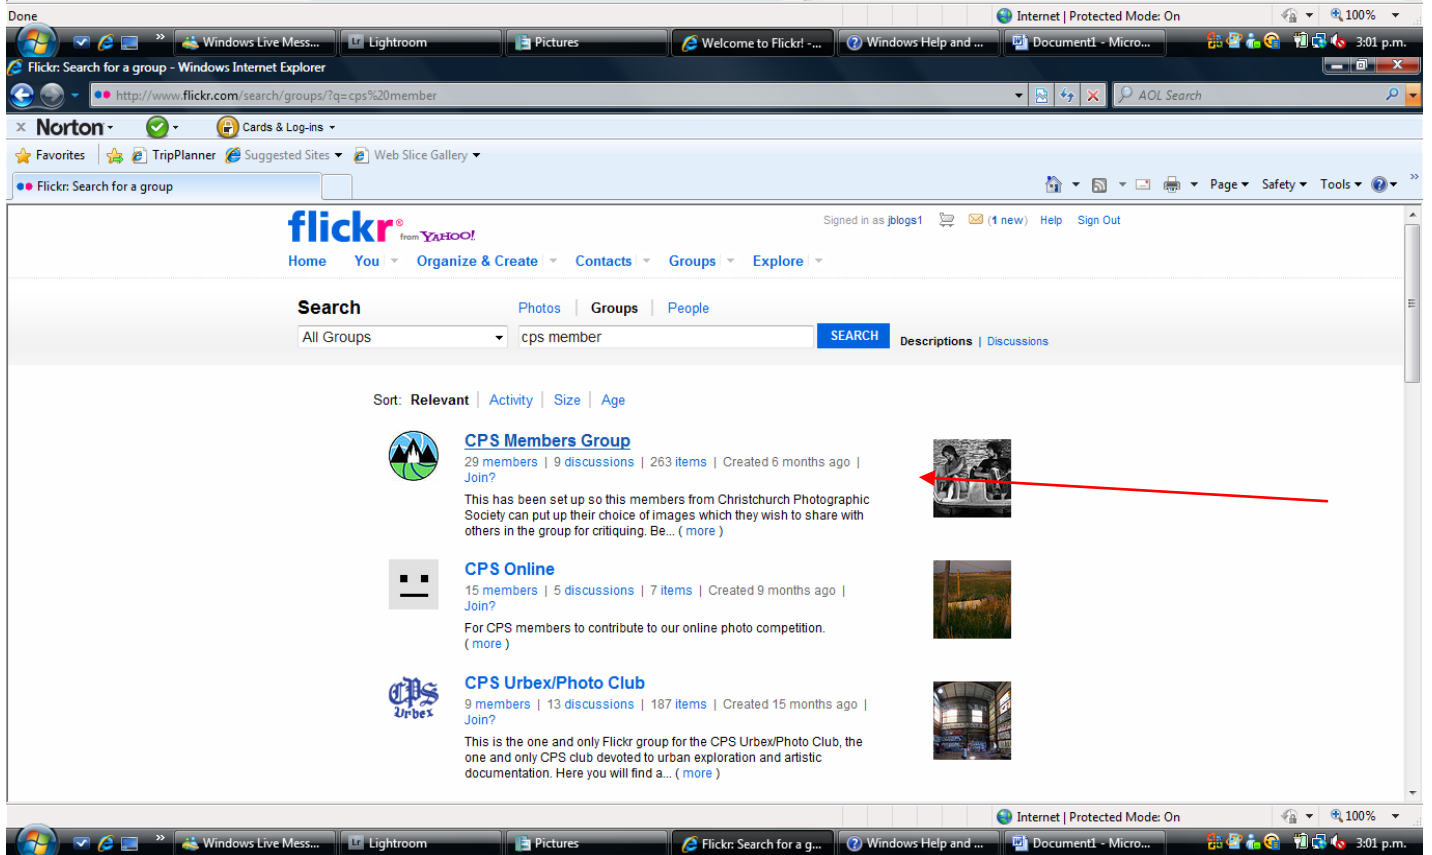 Done
Internet | Protected Mode: On
100%
Windows Live Mess...
Lr Lightroom
Pictures
Welcome to Flickr! -...
Windows Help and ...
Document1 - Micro...
3:01 p.m.
Flickr: Search for a group - Windows Internet Explorer
http://www.flickr.com/search/groups/?q=cps%20member
AOL Search
x Norton
Cards & Log-ins
Favorites
TripPlanner
Suggested Sites
Web Slice Gallery
Flickr: Search for a group
Page
Safety
Tools
flickr® from YAHOO!
Signed in as jblogs1
(1 new) Help Sign Out
Home You Organize & Create Contacts Groups Explore
Search
Photos | Groups | People
All Groups
cps member
SEARCH
Descriptions | Discussions
Sort: Relevant | Activity | Size | Age
CPS Members Group
29 members | 9 discussions | 263 items | Created 6 months ago |
Join?
This has been set up so this members from Christchurch Photographic
Society can put up their choice of images which they wish to share with
others in the group for critiquing. Be... ( more )
CPS Online
15 members | 5 discussions | 7 items | Created 9 months ago |
Join?
For CPS members to contribute to our online photo competition.
( more )
CPS
Urbex
CPS Urbex/Photo Club
9 members | 13 discussions | 187 items | Created 15 months ago |
Join?
This is the one and only Flickr group for the CPS Urbex/Photo Club, the
one and only CPS club devoted to urban exploration and artistic
documentation. Here you will find a... ( more )
Internet | Protected Mode: On
100%
Windows Live Mess...
Lr Lightroom
Pictures
Flickr: Search for a g...
Windows Help and ...
Document1 - Micro...
3:01 p.m.